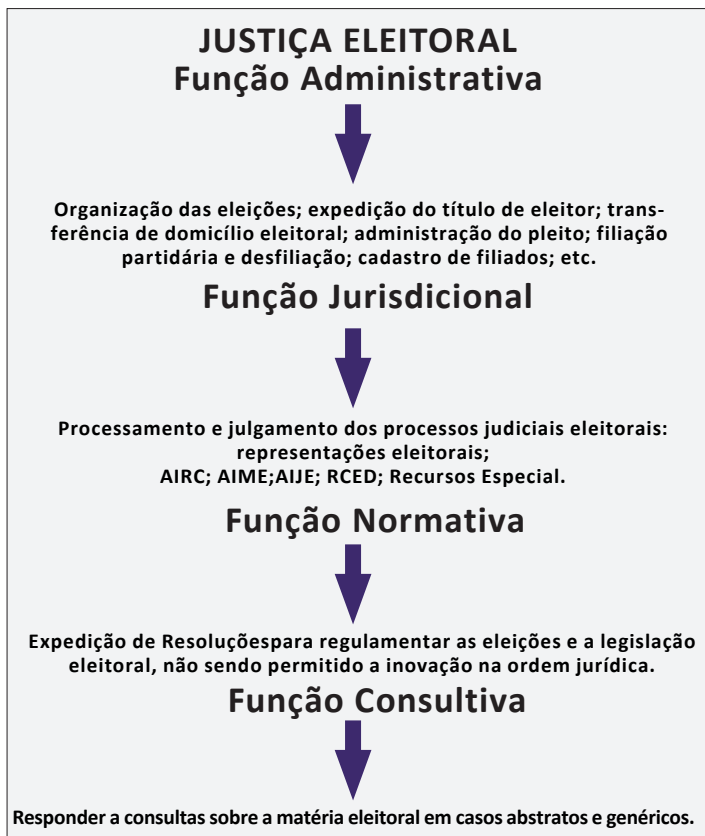 JUSTIÇA ELEITORAL
Função Administrativa
Organização das eleições; expedição do título de eleitor; trans-
ferência de domicílio eleitoral; administração do pleito; filiação
partidária e desfiliação; cadastro de filiados; etc.
Função Jurisdicional
Processamento e julgamento dos processos judiciais eleitorais:
representações eleitorais;
AIRC; AIME;AIJE; RCED; Recursos Especial.
Função Normativa
Expedição de Resoluçõespara regulamentar as eleições e a legislação
eleitoral, não sendo permitido a inovação na ordem jurídica.
Função Consultiva
Responder a consultas sobre a matéria eleitoral em casos abstratos e genéricos.